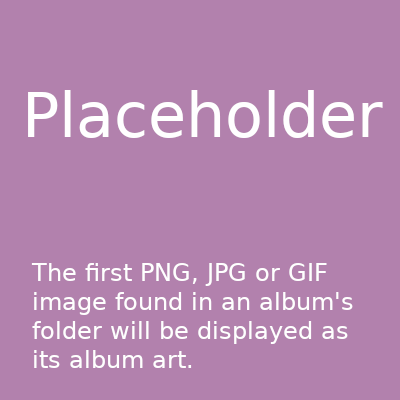 Placeholder
The first PNG, JPG or GIF
image found in an album's
folder will be displayed as
its album art.